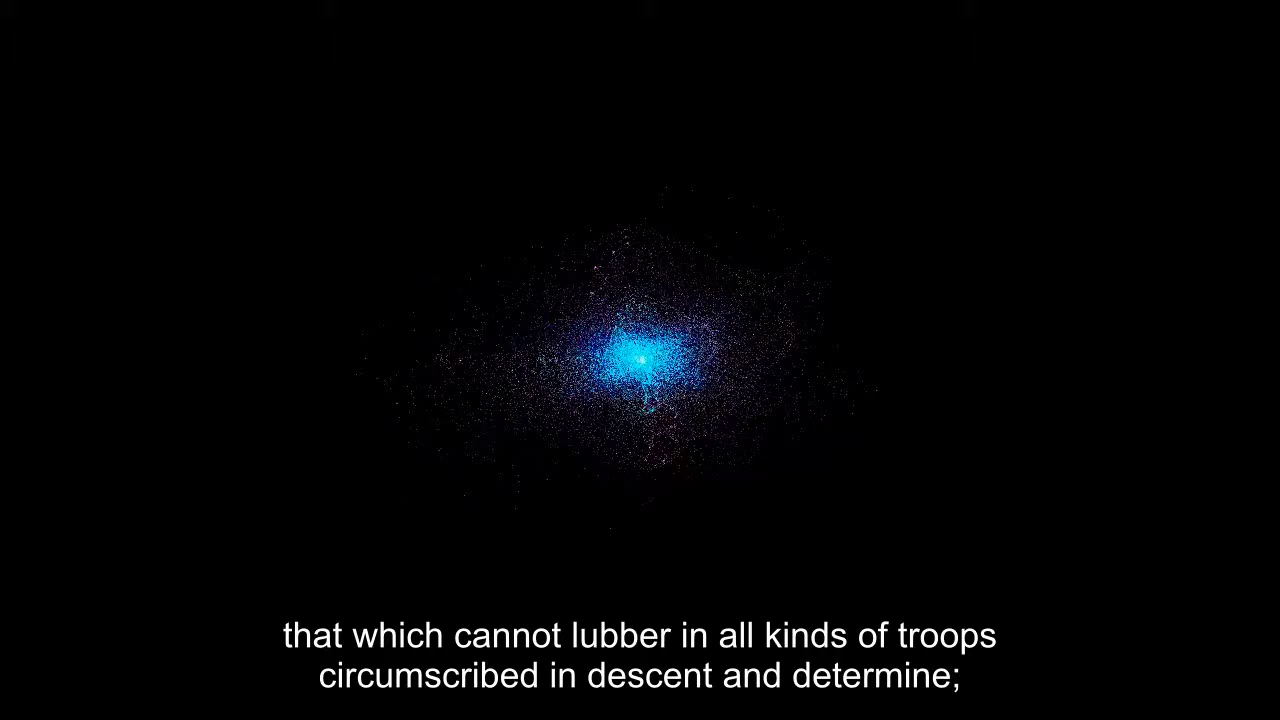 that which cannot lubber in all kinds of troops
circumscribed in descent and determine;